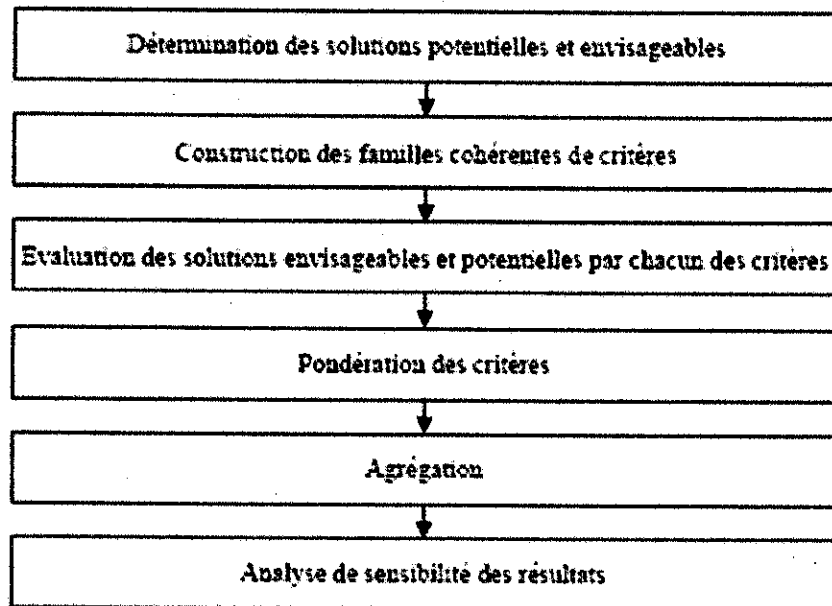 Détermination des solutions potentielles et envisageables
Construction des familles cohérentes de critères
Evaluation des solutions envisageables et potentielles par chacun des critères
Pondération des critères
Agrégation
Analyse de sensibilité des résultats